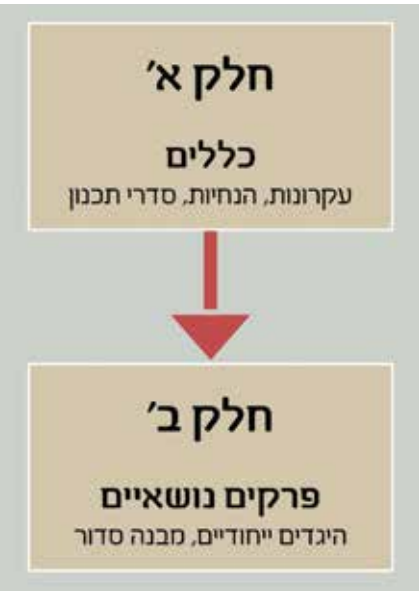 חלק א׳
כללים
עקרונות, הנחיות, סדרי תכנון
חלק ב׳
פרקים נושאיים
היגדים ייחודיים, מבנה סדור